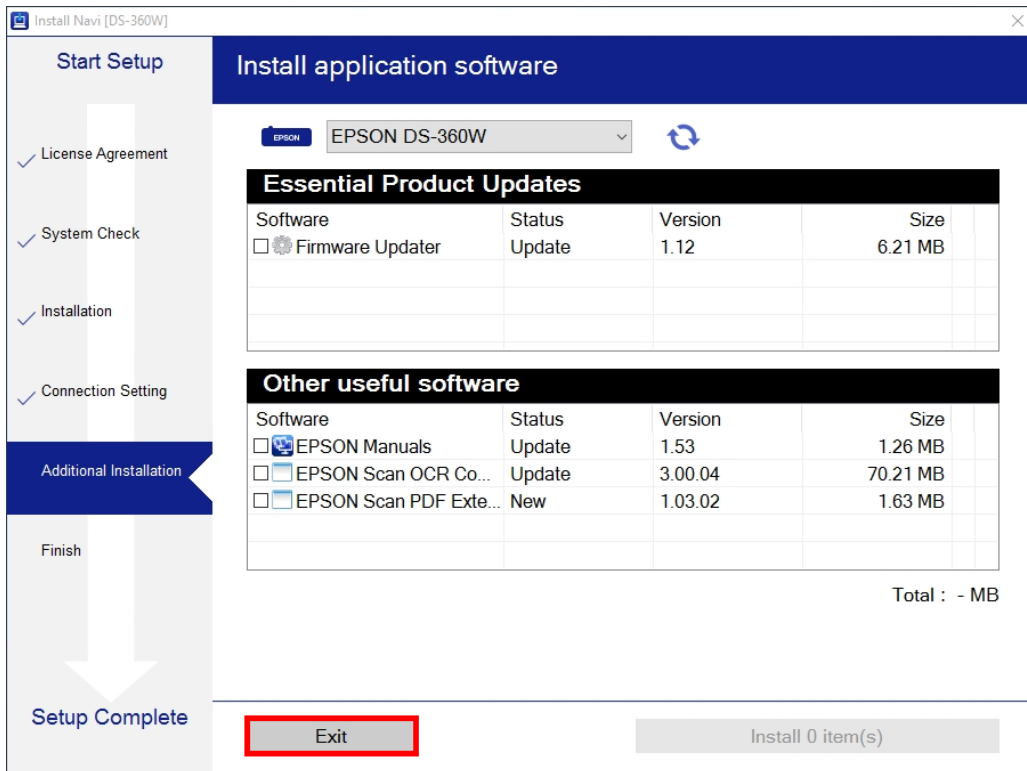 Install Navi [DS-360W]
Start Setup
License Agreement
System Check
Installation
Connection Setting
Additional Installation
Finish
Setup Complete
Install application software
EPSON EPSON DS-360W
Essential Product Updates
Software Status Version Size
Firmware Updater Update 1.12 6.21 MB
Other useful software
Software Status Version Size
EPSON Manuals Update 1.53 1.26 MB
EPSON Scan OCR Co... Update 3.00.04 70.21 MB
EPSON Scan PDF Exte... New 1.03.02 1.63 MB
Total : - MB
Exit Install 0 item(s)